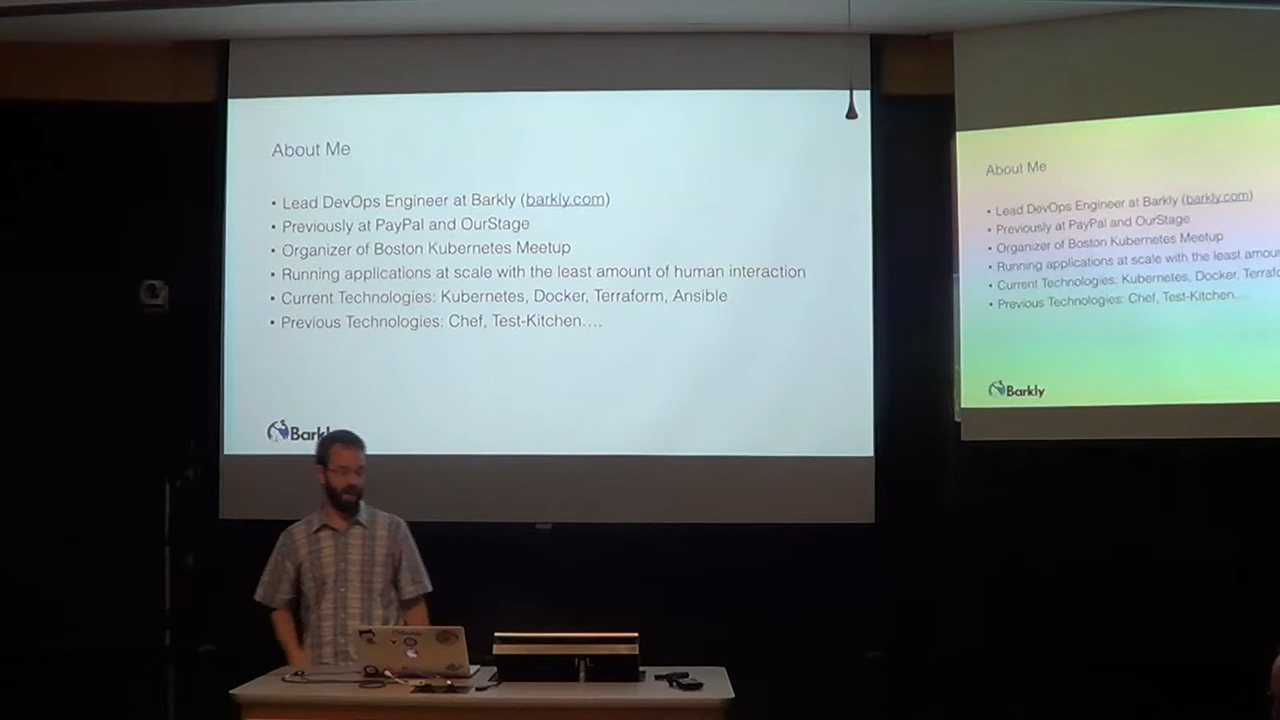 About Me
• Lead DevOps Engineer at Barkly (barkly.com)
• Previously at PayPal and OurStage
• Organizer of Boston Kubernetes Meetup
• Running applications at scale with the least amount of human interaction
• Current Technologies: Kubernetes, Docker, Terraform, Ansible
• Previous Technologies: Chef, Test-Kitchen….
Barkly
About Me
• Lead DevOps Engineer at Barkly (barkly.com)
• Previously at PayPal and OurStage
• Organizer of Boston Kubernetes Meetup
• Running applications at scale with the least amou
• Current Technologies: Kubernetes, Docker, Terraf
• Previous Technologies: Chef, Test-Kitchen….
Barkly